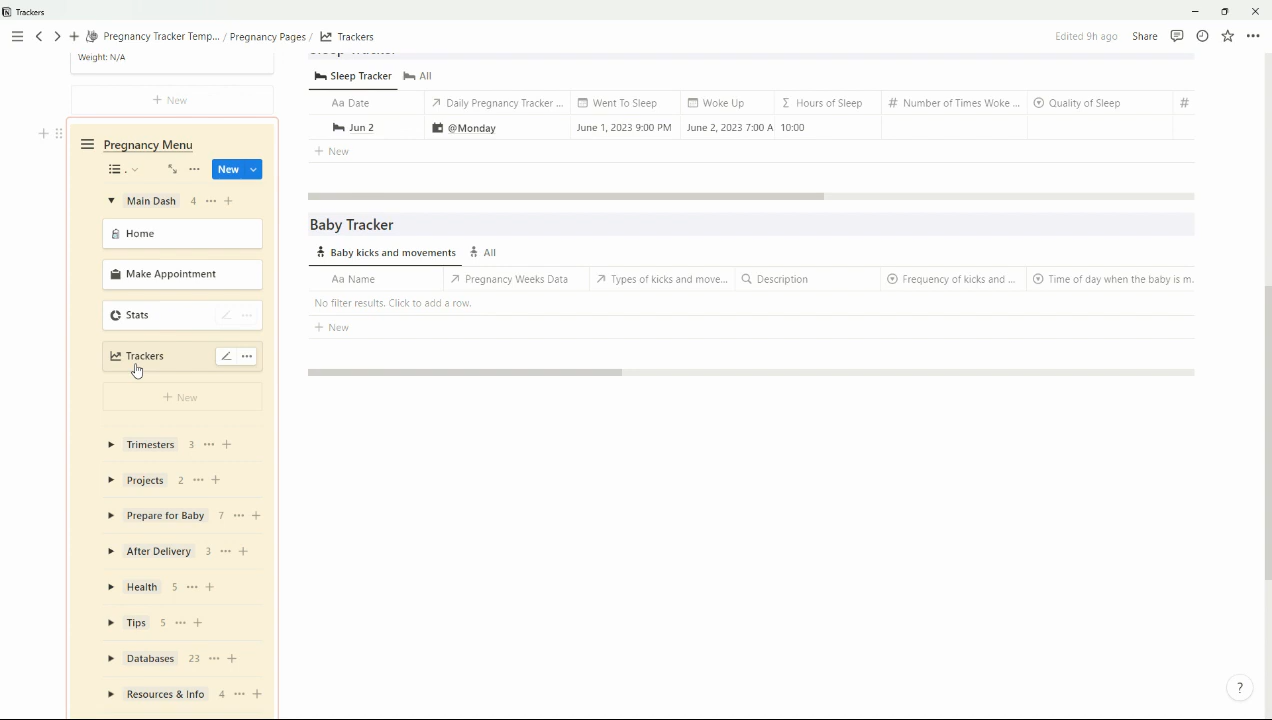 Trackers
Pregnancy Tracker Temp... / Pregnancy Pages / Trackers
Edited 9h ago Share
Weight: N/A
+ New
Pregnancy Menu
New
Main Dash 4
Home
Make Appointment
Stats
Trackers
+ New
Trimesters 3
Projects 2
Prepare for Baby 7
After Delivery 3
Health 5
Tips 5
Databases 23
Resources & Info 4
Sleep Tracker
Sleep Tracker All
Aa Date Daily Pregnancy Tracker ... Went To Sleep Woke Up Σ Hours of Sleep # Number of Times Woke ... Quality of Sleep #
Jun 2 @Monday June 1, 2023 9:00 PM June 2, 2023 7:00 A 10:00
+ New
Baby Tracker
Baby kicks and movements All
Aa Name Pregnancy Weeks Data Types of kicks and move... Description Frequency of kicks and ... Time of day when the baby is m.
No filter results. Click to add a row.
+ New
?